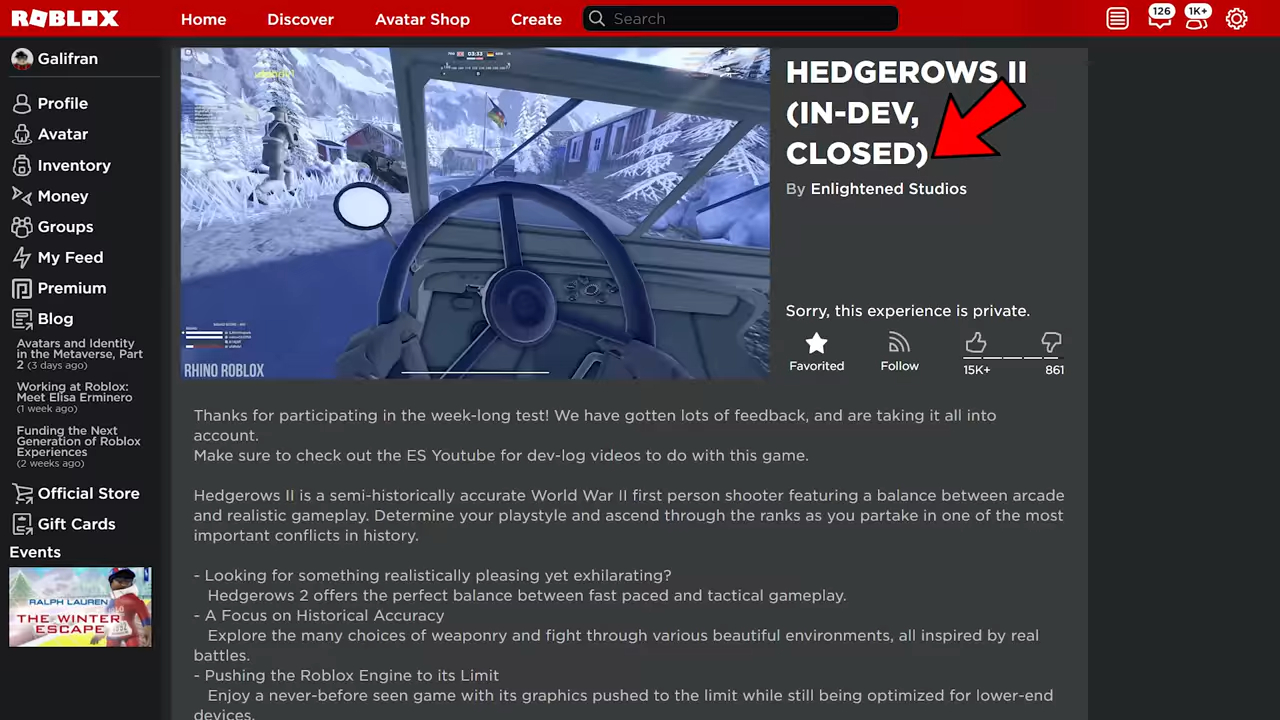 ROBLOX
Home
Discover
Avatar Shop
Create
Search
126
1K+
Galifran
Profile
Avatar
Inventory
Money
Groups
My Feed
Premium
Blog
Avatars and Identity
in the Metaverse, Part
2 (3 days ago)
Working at Roblox:
Meet Elisa Erminero
(1 week ago)
Funding the Next
Generation of Roblox
Experiences
(2 weeks ago)
Official Store
Gift Cards
Events
RALPH LAUREN
THE WINTER
ESCAPE
03:53
RHINO ROBLOX
HEDGEROWS II
(IN-DEV,
CLOSED)
By Enlightened Studios
Sorry, this experience is private.
Favorited
Follow
15K+
861
Thanks for participating in the week-long test! We have gotten lots of feedback, and are taking it all into
account.
Make sure to check out the ES Youtube for dev-log videos to do with this game.
Hedgerows II is a semi-historically accurate World War II first person shooter featuring a balance between arcade
and realistic gameplay. Determine your playstyle and ascend through the ranks as you partake in one of the most
important conflicts in history.
- Looking for something realistically pleasing yet exhilarating?
Hedgerows 2 offers the perfect balance between fast paced and tactical gameplay.
- A Focus on Historical Accuracy
Explore the many choices of weaponry and fight through various beautiful environments, all inspired by real
battles.
- Pushing the Roblox Engine to its Limit
Enjoy a never-before seen game with its graphics pushed to the limit while still being optimized for lower-end
devices.